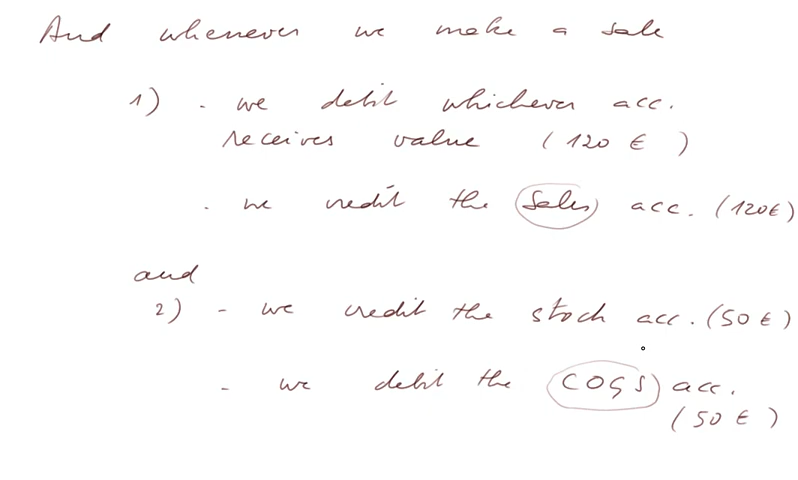 And whenever we make a sale
1) - we debit whichever acc.
receives value (120 €)
- we credit the Sales acc. (120€)
and
2) - we credit the stock acc. (50€)
- we debit the COGS acc.
(50€)